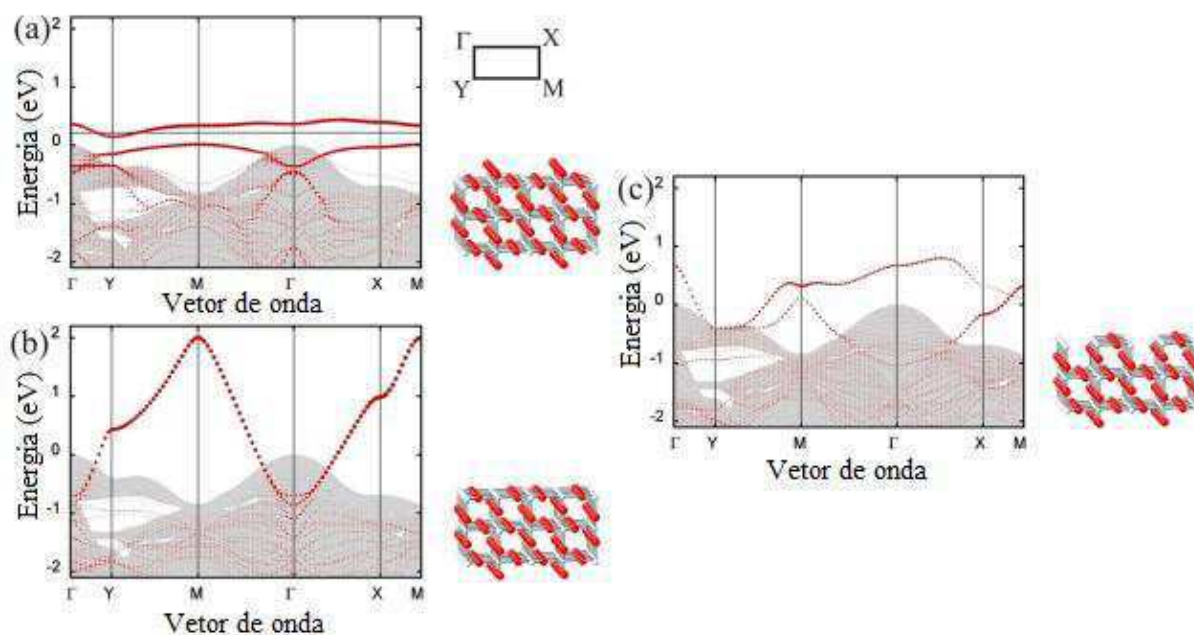 (a)
2
1
0
-1
-2
Energia (eV)
Γ Y M Γ X M
Vetor de onda
Γ X
Y M
(b)
2
1
0
-1
-2
Energia (eV)
Γ Y M Γ X M
Vetor de onda
(c)
2
1
0
-1
-2
Energia (eV)
Γ Y M Γ X M
Vetor de onda